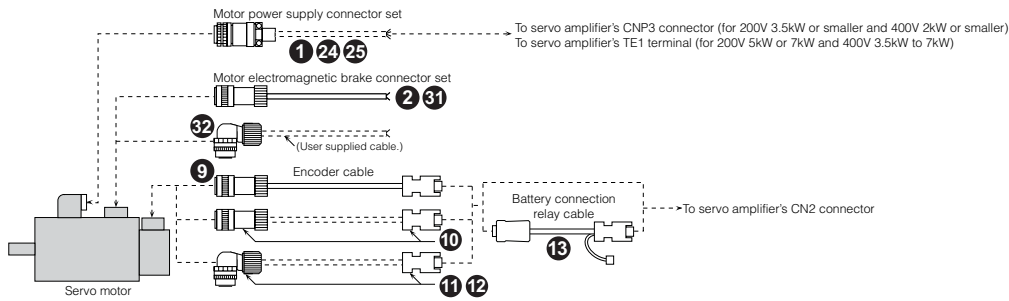 Motor power supply connector set
To servo amplifier's CNP3 connector (for 200V 3.5kW or smaller and 400V 2kW or smaller)
To servo amplifier's TE1 terminal (for 200V 5kW or 7kW and 400V 3.5kW to 7kW)
1 24 25
Motor electromagnetic brake connector set
2 31
32
(User supplied cable.)
9
Encoder cable
Battery connection
relay cable
To servo amplifier's CN2 connector
10
13
11 12
Servo motor